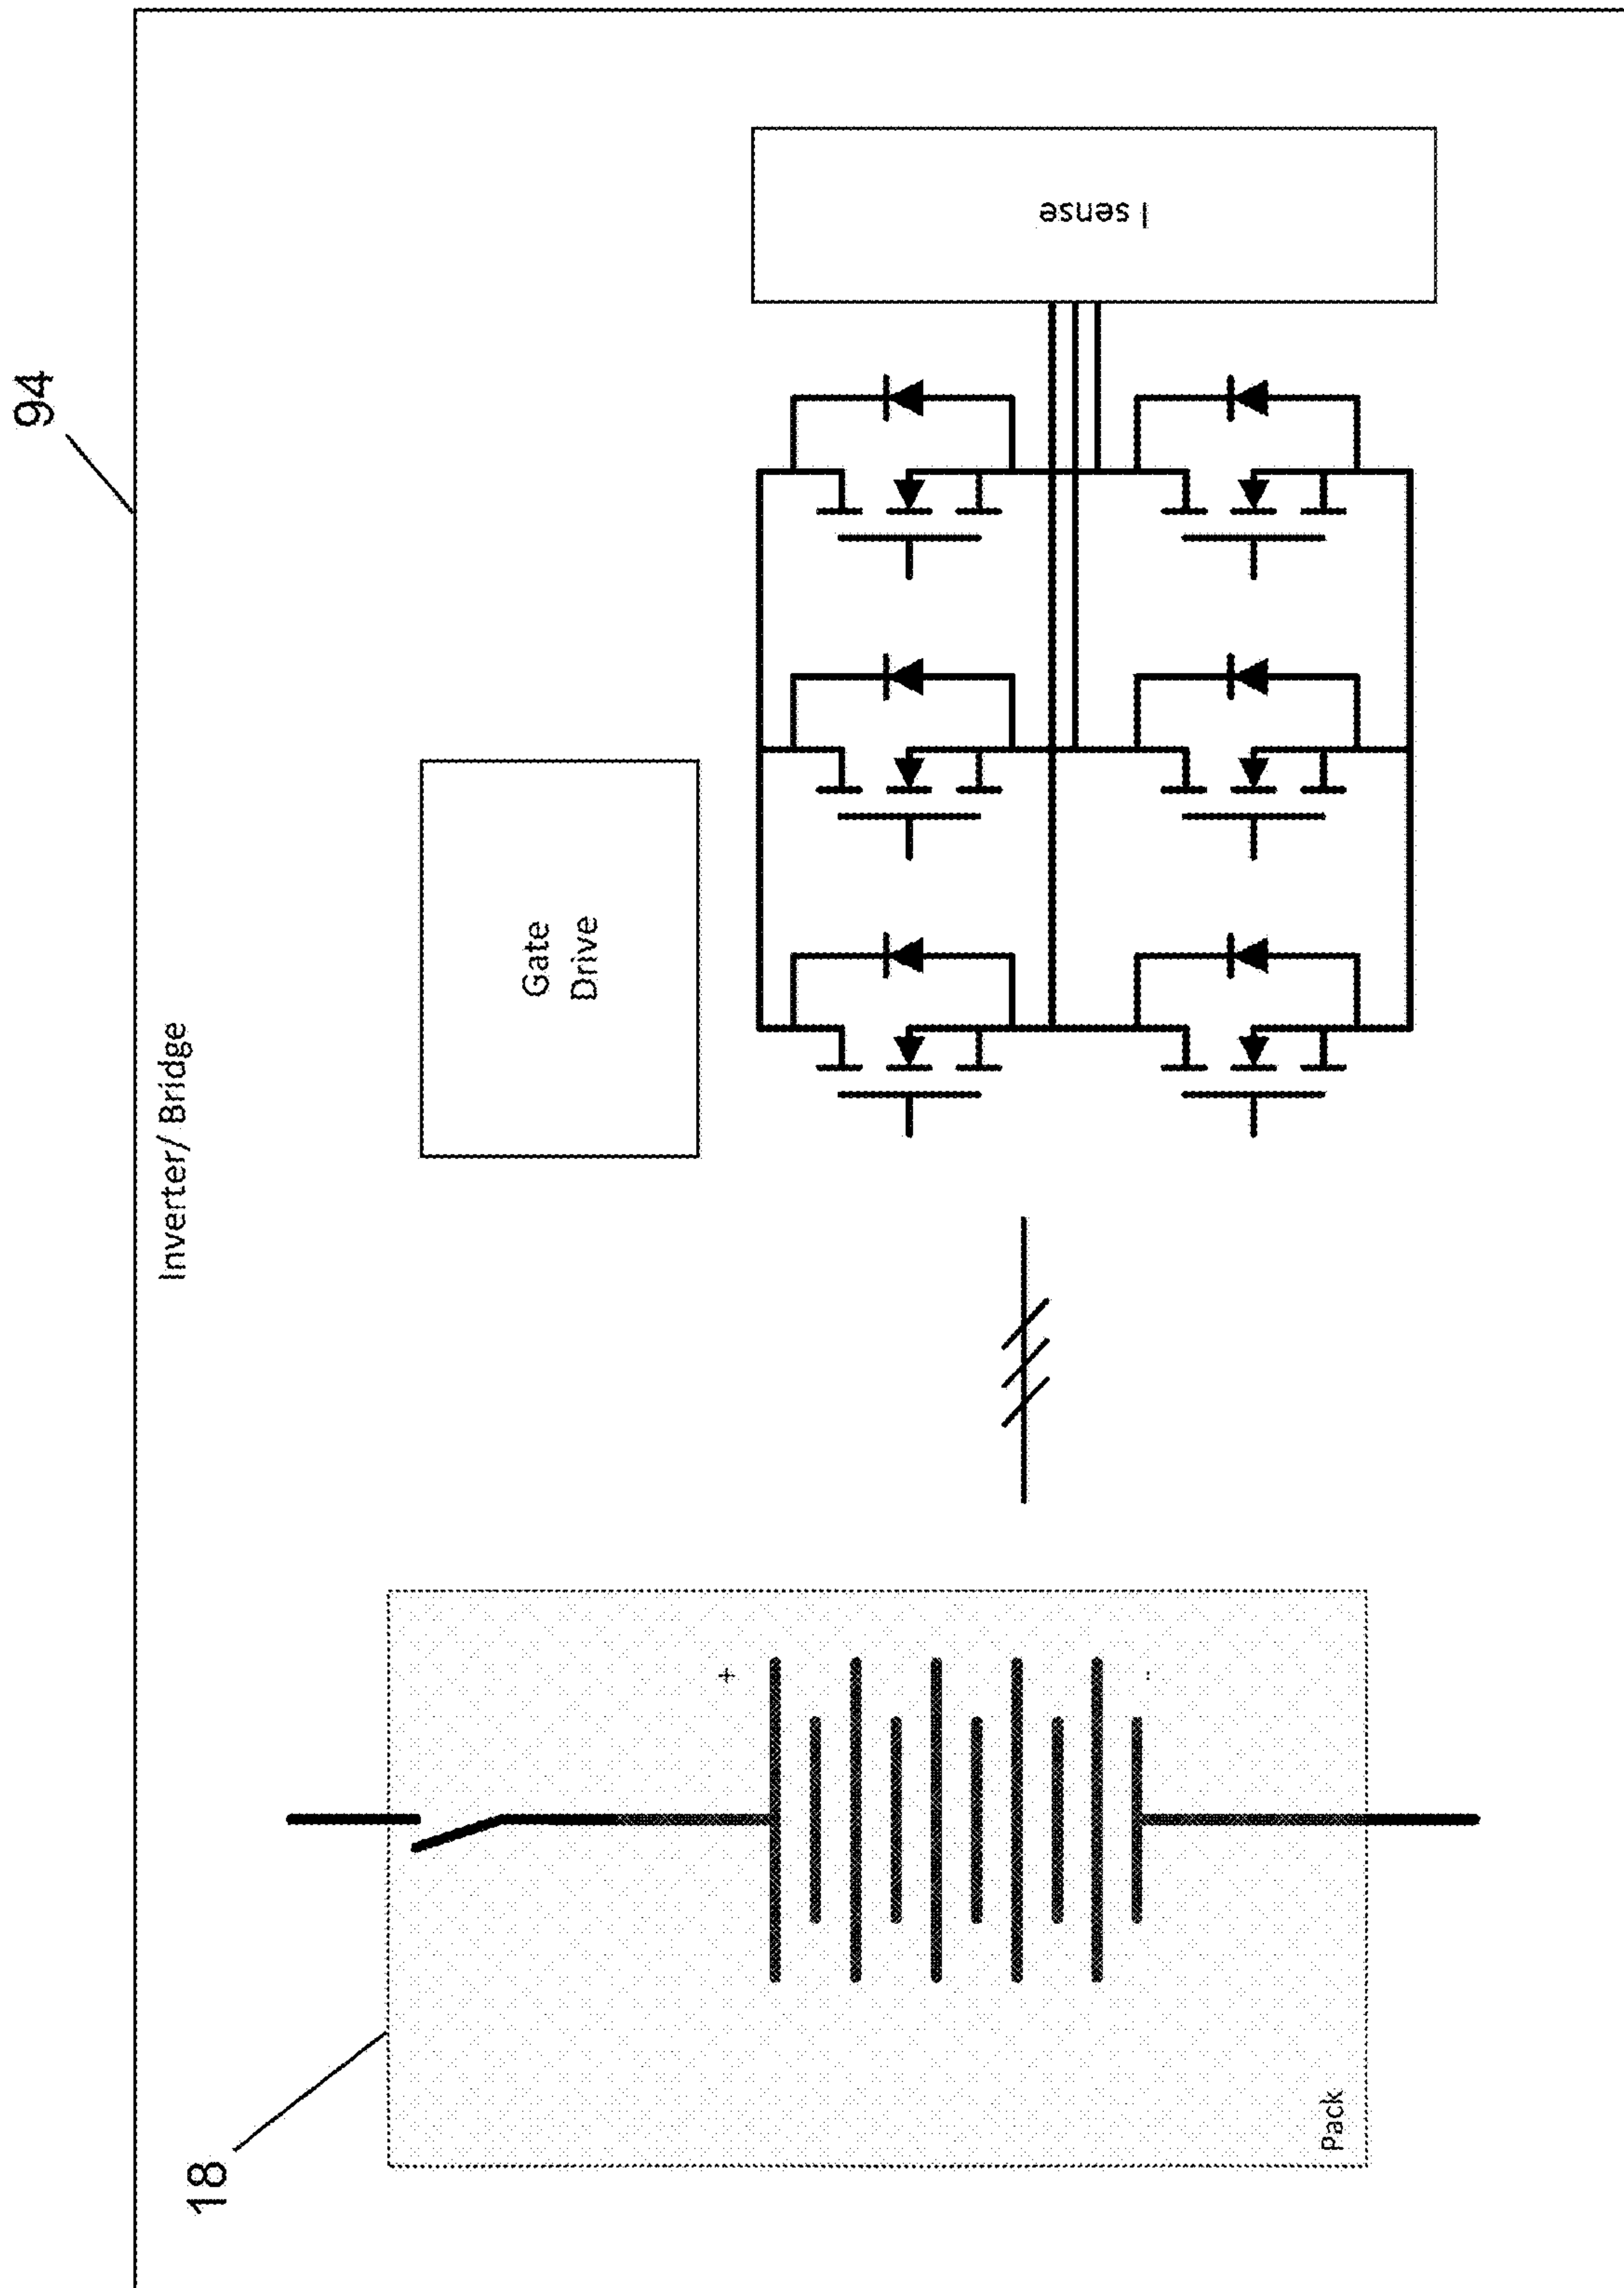 94
Inverter/ Bridge
Gate
Drive
I sense
18
+
-
Pack